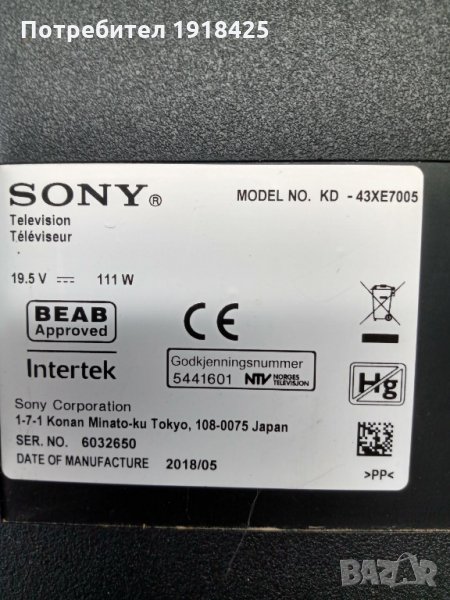 Потребител 1918425
SONY®
MODEL NO. KD - 43XE7005
Television
Téléviseur
19.5 V ⎓ 111 W
BEAB
Approved
CE
Intertek
Godkjenningsnummer
5441601 NTV NORGES TELEVISJON
Hg
Sony Corporation
1-7-1 Konan Minato-ku Tokyo, 108-0075 Japan
SER. NO. 6032650
DATE OF MANUFACTURE 2018/05
>PP<
BAZAR